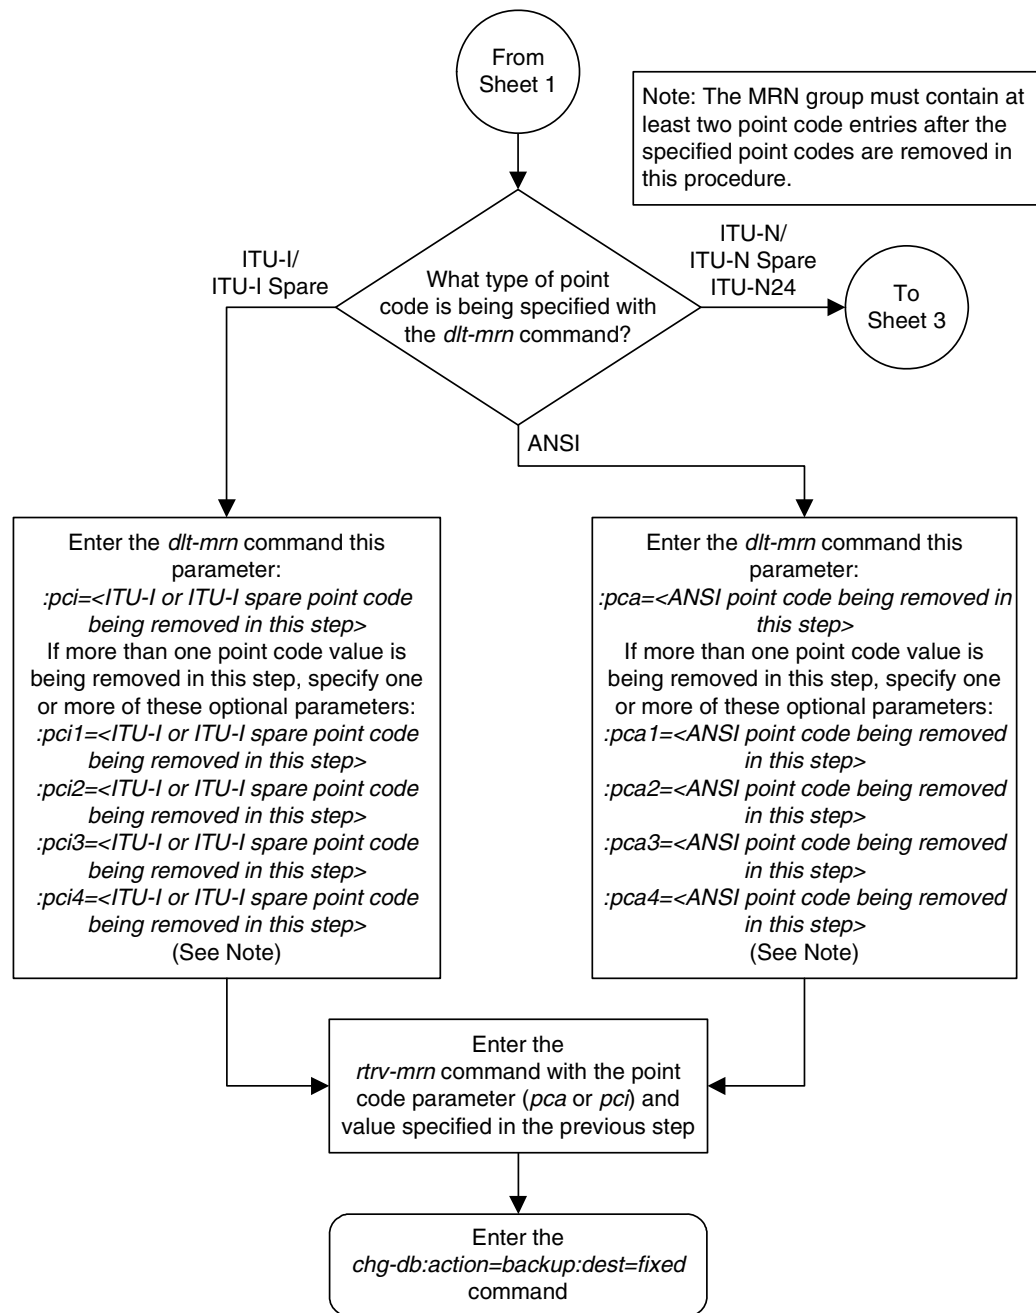 From
Sheet 1
Note: The MRN group must contain at
least two point code entries after the
specified point codes are removed in
this procedure.
ITU-I/
ITU-I Spare
What type of point
code is being specified with
the dlt-mrn command?
ITU-N/
ITU-N Spare
ITU-N24
To
Sheet 3
ANSI
Enter the dlt-mrn command this
parameter:
:pci=<ITU-I or ITU-I spare point code
being removed in this step>
If more than one point code value is
being removed in this step, specify one
or more of these optional parameters:
:pci1=<ITU-I or ITU-I spare point code
being removed in this step>
:pci2=<ITU-I or ITU-I spare point code
being removed in this step>
:pci3=<ITU-I or ITU-I spare point code
being removed in this step>
:pci4=<ITU-I or ITU-I spare point code
being removed in this step>
(See Note)
Enter the dlt-mrn command this
parameter:
:pca=<ANSI point code being removed in
this step>
If more than one point code value is
being removed in this step, specify one
or more of these optional parameters:
:pca1=<ANSI point code being removed
in this step>
:pca2=<ANSI point code being removed
in this step>
:pca3=<ANSI point code being removed
in this step>
:pca4=<ANSI point code being removed
in this step>
(See Note)
Enter the
rtrv-mrn command with the point
code parameter (pca or pci) and
value specified in the previous step
Enter the
chg-db:action=backup:dest=fixed
command